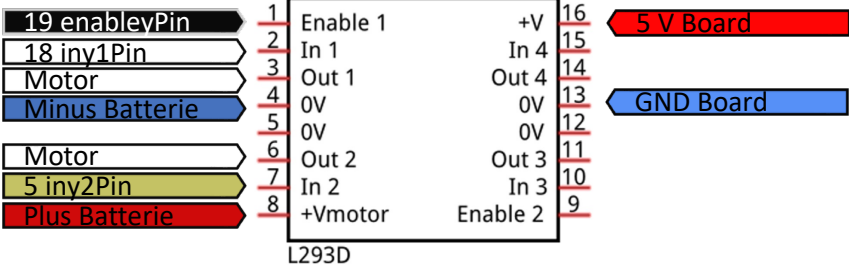 19 enableyPin 1 Enable 1 +V 16 5 V Board
18 iny1Pin 2 In 1 In 4 15
Motor 3 Out 1 Out 4 14
Minus Batterie 4 0V 0V 13 GND Board
5 0V 0V 12
Motor 6 Out 2 Out 3 11
5 iny2Pin 7 In 2 In 3 10
Plus Batterie 8 +Vmotor Enable 2 9
L293D